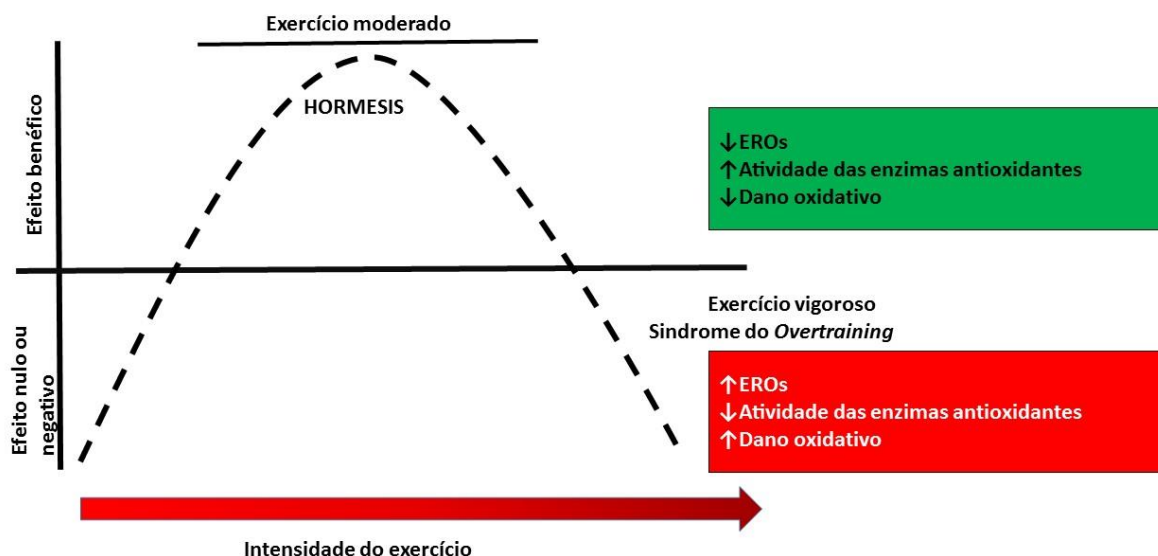 Exercício moderado
HORMESIS
Efeito benéfico
↓EROs
↑Atividade das enzimas antioxidantes
↓Dano oxidativo
Exercício vigoroso
Sindrome do Overtraining
Efeito nulo ou
negativo
↑EROs
↓Atividade das enzimas antioxidantes
↑Dano oxidativo
Intensidade do exercício